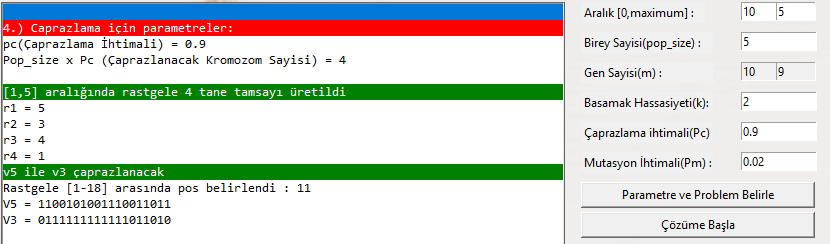 4.) Caprazlama için parametreler:
pc(Çaprazlama İhtimali) = 0.9
Pop_size x Pc (Çaprazlanacak Kromozom Sayisi) = 4
[1,5] aralığında rastgele 4 tane tamsayı üretildi
r1 = 5
r2 = 3
r3 = 4
r4 = 1
v5 ile v3 çaprazlanacak
Rastgele [1-18] arasında pos belirlendi : 11
V5 = 1100101001110011011
V3 = 0111111111111011010
Aralık [0,maximum] : 10 5
Birey Sayisi(pop_size) : 5
Gen Sayisi(m) : 10 9
Basamak Hassasiyeti(k): 2
Çaprazlama ihtimali(Pc) 0.9
Mutasyon İhtimali(Pm) : 0.02
Parametre ve Problem Belirle
Çözüme Başla